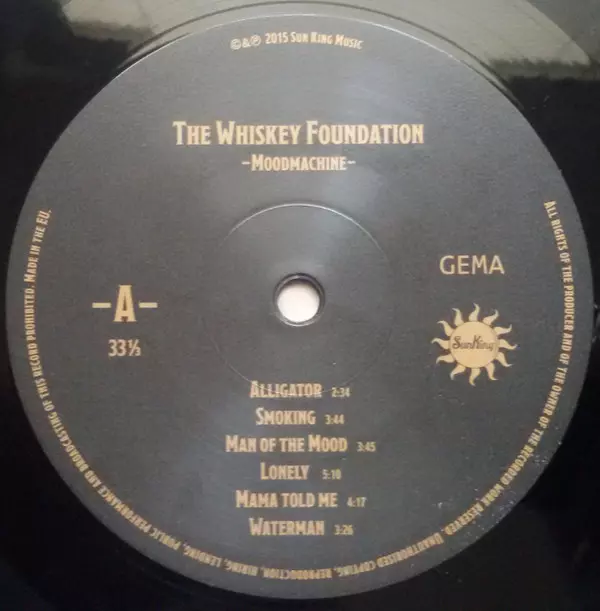 ©&℗ 2015 Sun King Music
The Whiskey Foundation
-Moodmachine-
GEMA
-A-
33⅓
SunKing
Alligator 2:34
Smoking 3:44
Man of the Mood 3:45
Lonely 5:10
Mama told me 4:17
Waterman 3:26
All rights of the producer and of the owner of the recorded work reserved. Unauthorised copying, reproduction, hiring, lending, public performance and broadcasting of this record prohibited. Made in the EU.